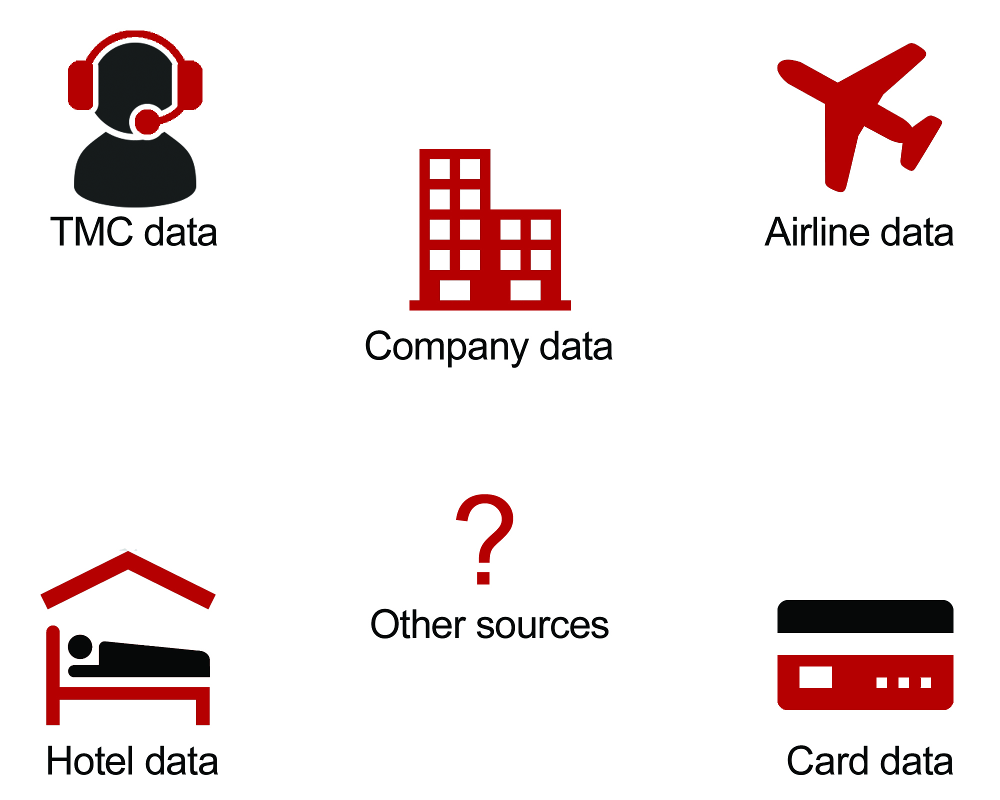 TMC data
Airline data
Company data
?
Other sources
Hotel data
Card data